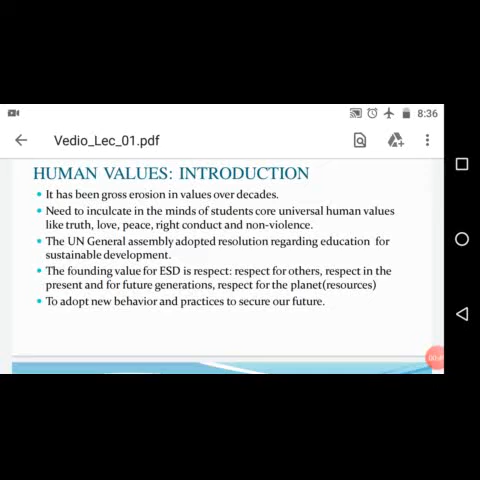 8:36
Vedio_Lec_01.pdf
HUMAN VALUES: INTRODUCTION
• It has been gross erosion in values over decades.
• Need to inculcate in the minds of students core universal human values
like truth, love, peace, right conduct and non-violence.
• The UN General assembly adopted resolution regarding education for
sustainable development.
• The founding value for ESD is respect: respect for others, respect in the
present and for future generations, respect for the planet(resources)
• To adopt new behavior and practices to secure our future.